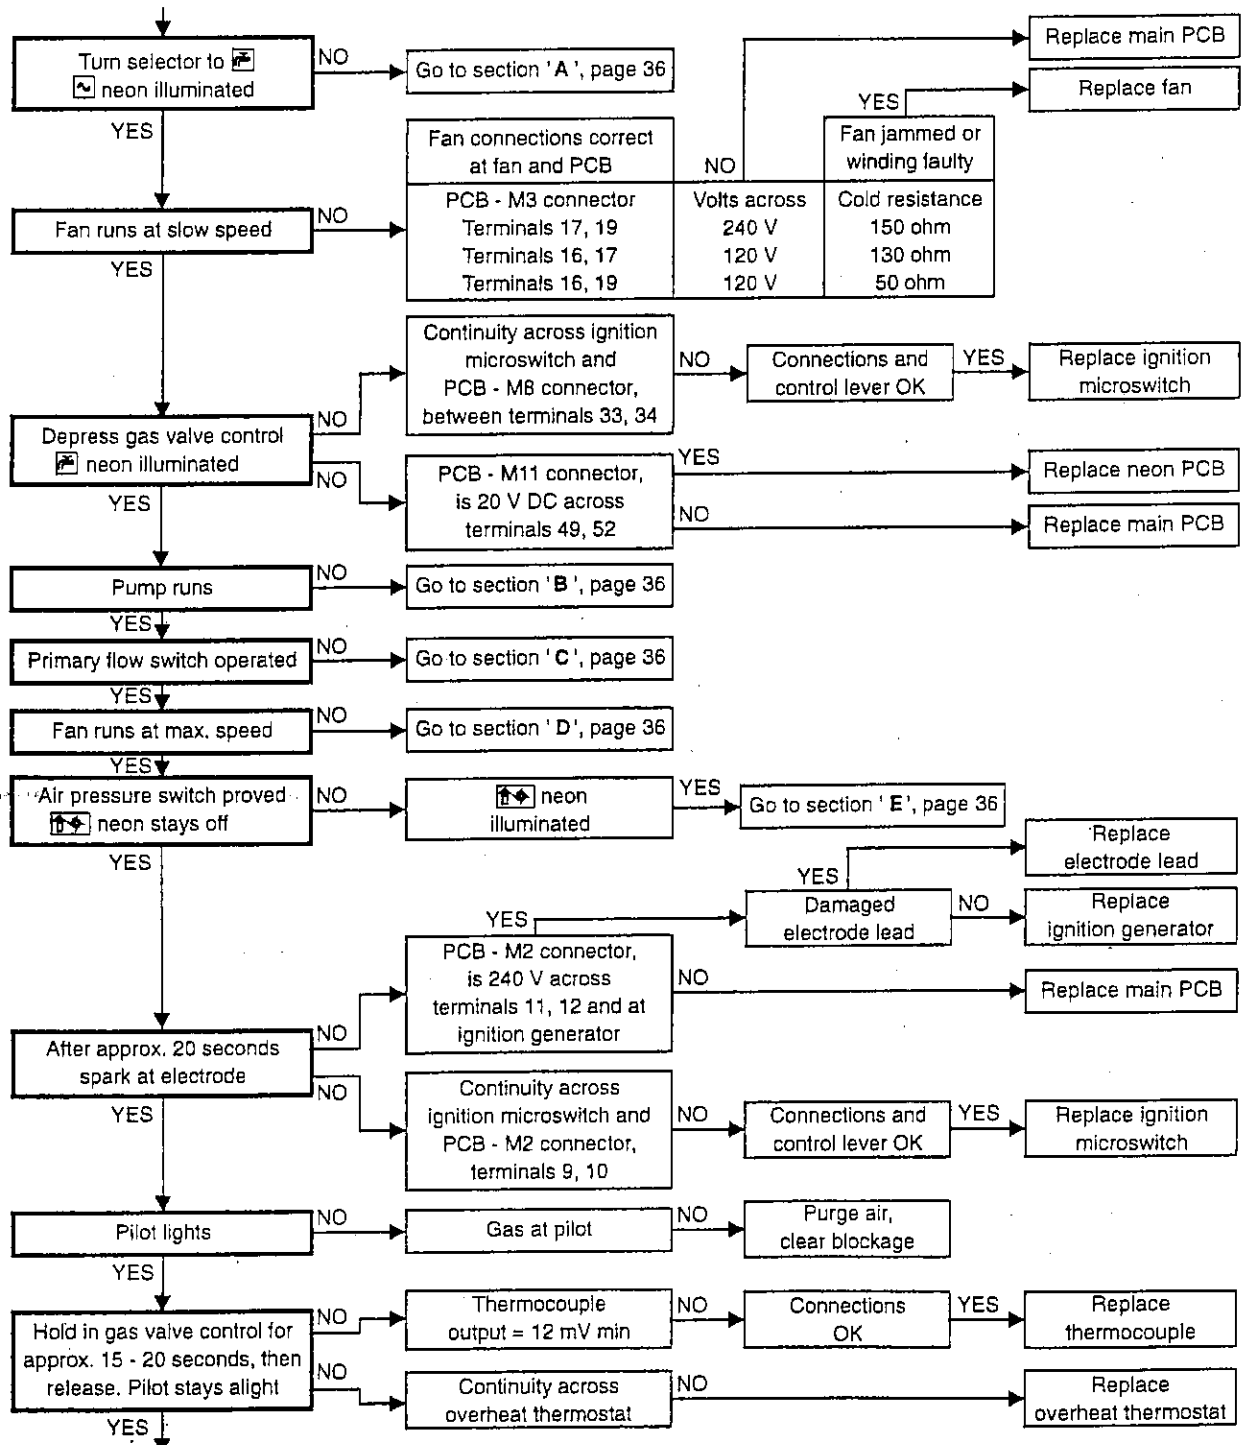 Turn selector to
neon illuminated
NO
Go to section 'A', page 36
Replace main PCB
Replace fan
YES
YES
Fan connections correct
at fan and PCB
NO
Fan jammed or
winding faulty
Fan runs at slow speed
NO
PCB - M3 connector
Volts across
Cold resistance
Terminals 17, 19
240 V
150 ohm
Terminals 16, 17
120 V
130 ohm
Terminals 16, 19
120 V
50 ohm
YES
Continuity across ignition
microswitch and
PCB - M8 connector,
between terminals 33, 34
NO
Connections and
control lever OK
YES
Replace ignition
microswitch
NO
Depress gas valve control
neon illuminated
NO
PCB - M11 connector,
is 20 V DC across
terminals 49, 52
YES
Replace neon PCB
NO
Replace main PCB
YES
Pump runs
NO
Go to section 'B', page 36
YES
Primary flow switch operated
NO
Go to section 'C', page 36
YES
Fan runs at max. speed
NO
Go to section 'D', page 36
YES
Air pressure switch proved
neon stays off
NO
neon
illuminated
YES
Go to section 'E', page 36
YES
Replace
electrode lead
YES
Damaged
electrode lead
NO
Replace
ignition generator
YES
PCB - M2 connector,
is 240 V across
terminals 11, 12 and at
ignition generator
NO
Replace main PCB
NO
After approx. 20 seconds
spark at electrode
NO
Continuity across
ignition microswitch and
PCB - M2 connector,
terminals 9, 10
NO
Connections and
control lever OK
YES
Replace ignition
microswitch
YES
Pilot lights
NO
Gas at pilot
NO
Purge air,
clear blockage
YES
Hold in gas valve control for
approx. 15 - 20 seconds, then
release. Pilot stays alight
NO
Thermocouple
output = 12 mV min
NO
Connections
OK
YES
Replace
thermocouple
NO
Continuity across
overheat thermostat
NO
Replace
overheat thermostat
YES